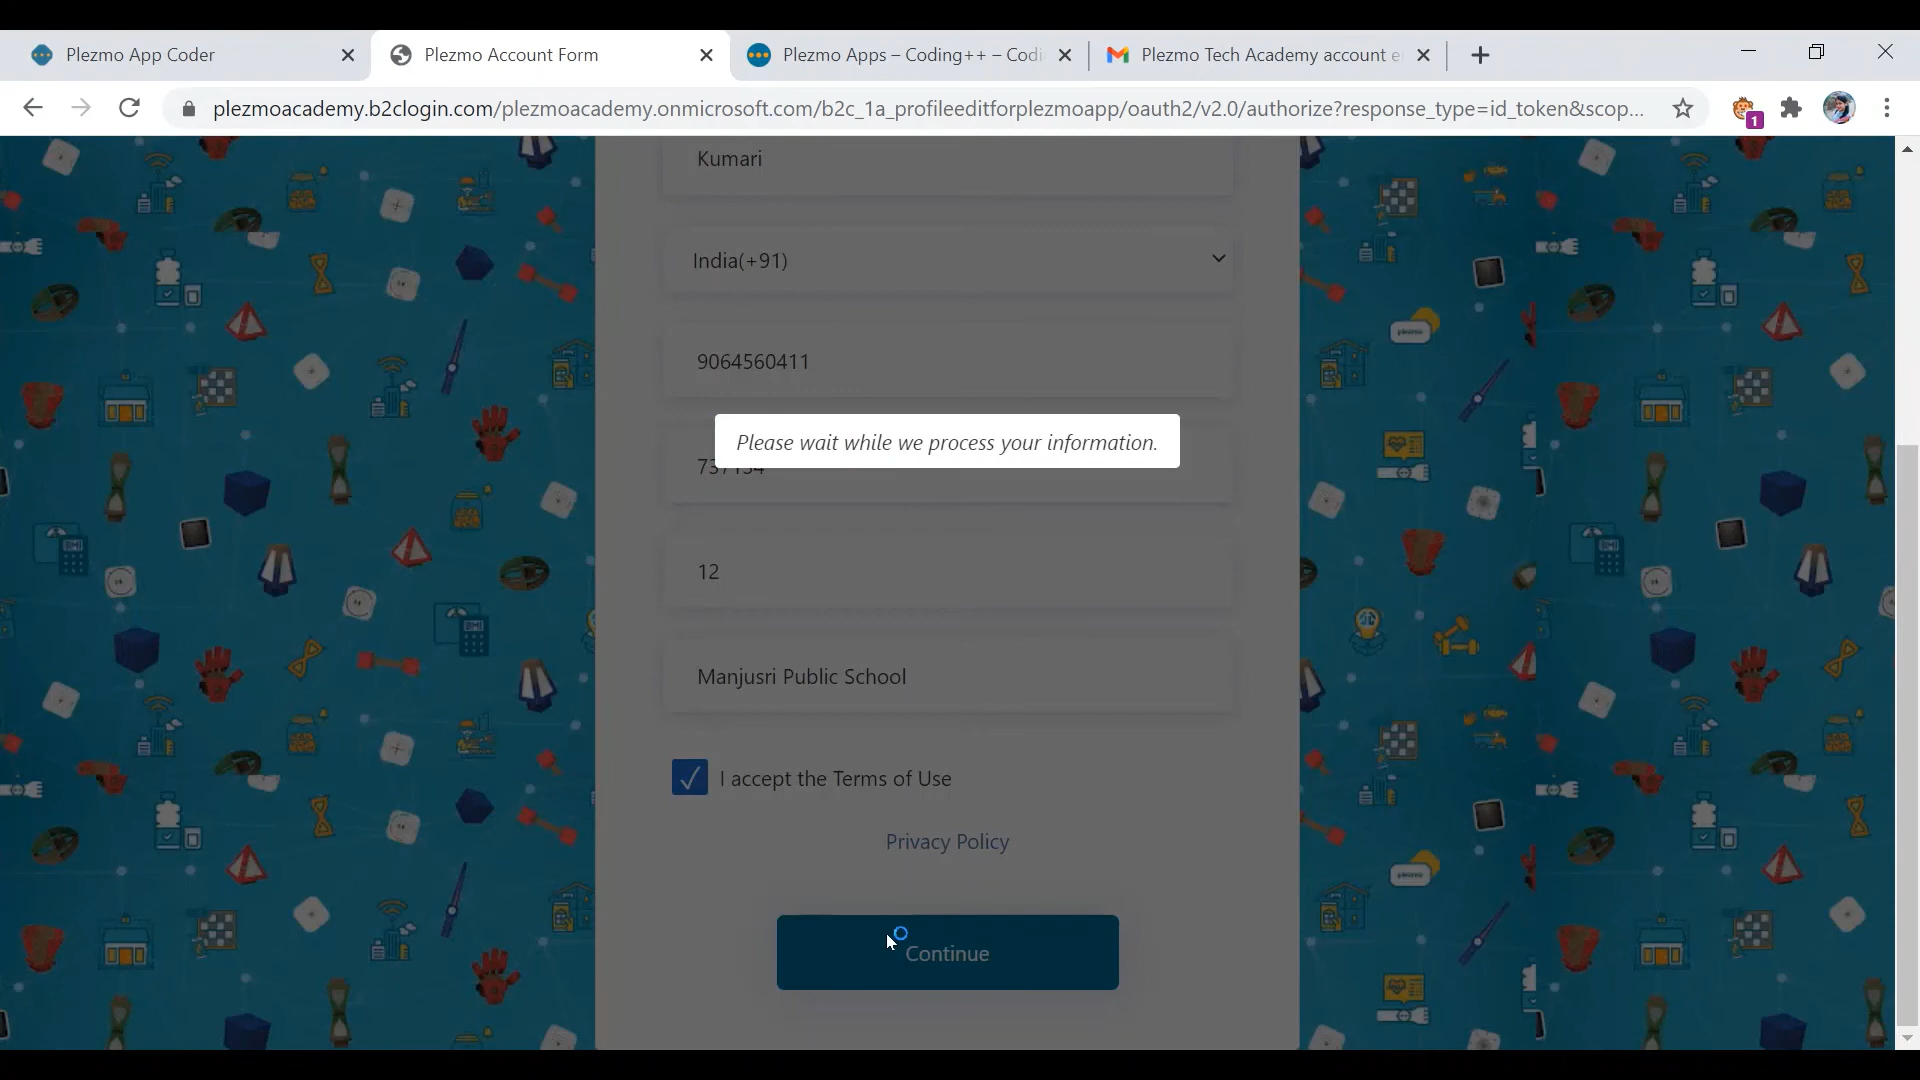 Plezmo App Coder
Plezmo Account Form
Plezmo Apps – Coding++ – Codi
Plezmo Tech Academy account e
plezmoacademy.b2clogin.com/plezmoacademy.onmicrosoft.com/b2c_1a_profileeditforplezmoapp/oauth2/v2.0/authorize?response_type=id_token&scop...
1
Kumari
India(+91)
9064560411
Please wait while we process your information.
12
Manjusri Public School
I accept the Terms of Use
Privacy Policy
Continue